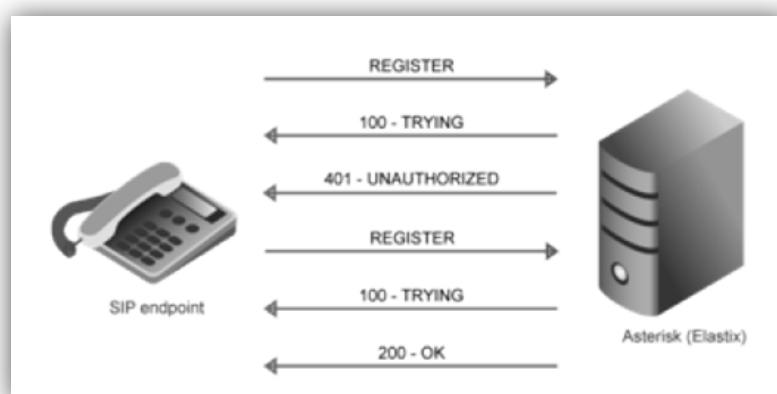 REGISTER
100 - TRYING
401 - UNAUTHORIZED
REGISTER
SIP endpoint
100 - TRYING
Asterisk (Elastix)
200 - OK